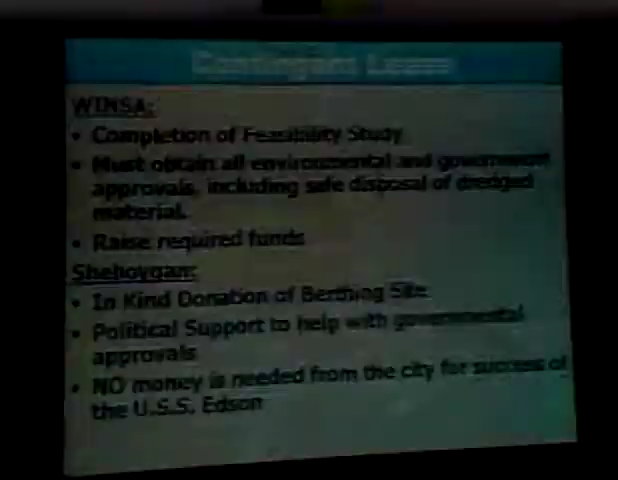 Contingent Lease
WINSA:
• Completion of Feasibility Study
• Must obtain all environmental and government
approvals, including safe disposal of dredged
material.
• Raise required funds
Sheboygan:
• In Kind Donation of Berthing Site
• Political Support to help with governmental
approvals
• NO money is needed from the city for success of
the U.S.S. Edson